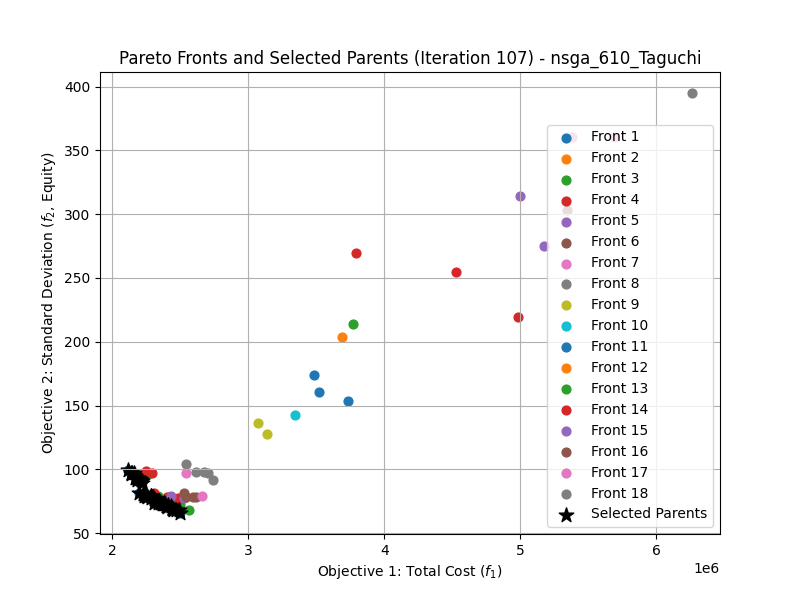 Pareto Fronts and Selected Parents (Iteration 107) - nsga_610_Taguchi
Objective 2: Standard Deviation (f₂, Equity)
400
350
300
250
200
150
100
50
2
3
4
5
6
1e6
Objective 1: Total Cost (f₁)
Front 1
Front 2
Front 3
Front 4
Front 5
Front 6
Front 7
Front 8
Front 9
Front 10
Front 11
Front 12
Front 13
Front 14
Front 15
Front 16
Front 17
Front 18
Selected Parents